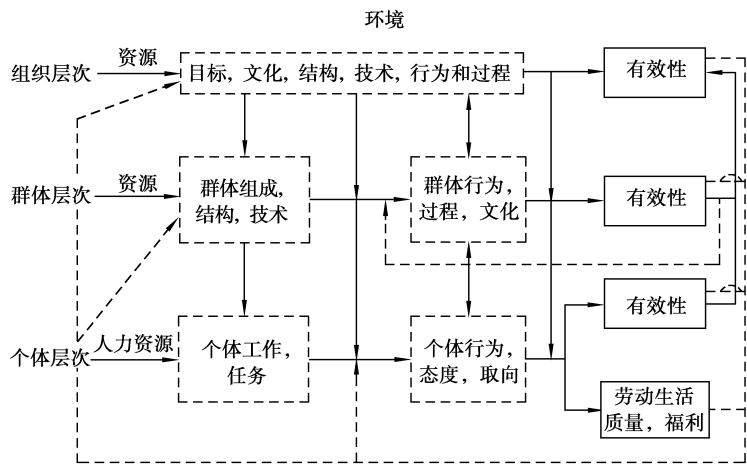 环境
组织层次
资源
目标，文化，结构，技术，行为和过程
有效性
群体层次
资源
群体组成，
结构，技术
群体行为，
过程，文化
有效性
有效性
个体层次
人力资源
个体工作，
任务
个体行为，
态度，取向
劳动生活
质量，福利